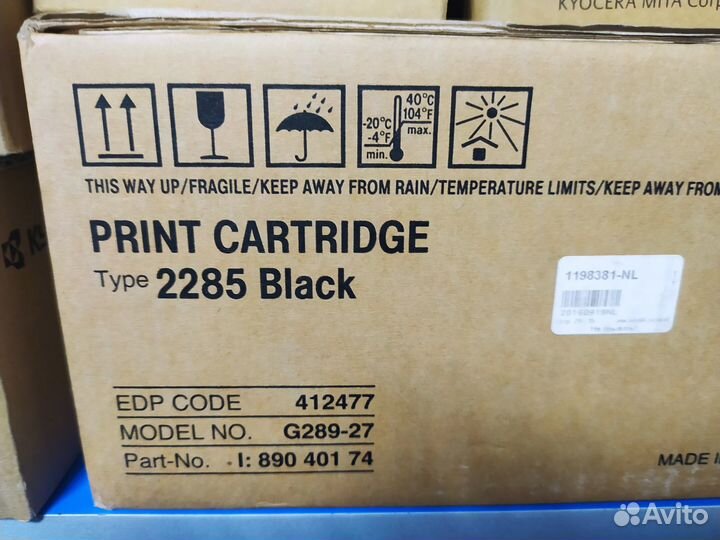 KYOCERA MITA Corp
40°C
104°F
max.
-20°C
-4°F
min.
THIS WAY UP/FRAGILE/KEEP AWAY FROM RAIN/TEMPERATURE LIMITS/KEEP AWAY FROM
PRINT CARTRIDGE
Type 2285 Black
1198381-NL
EDP CODE 412477
MODEL NO. G289-27
Part-No. I: 890 401 74
MADE I
Avito